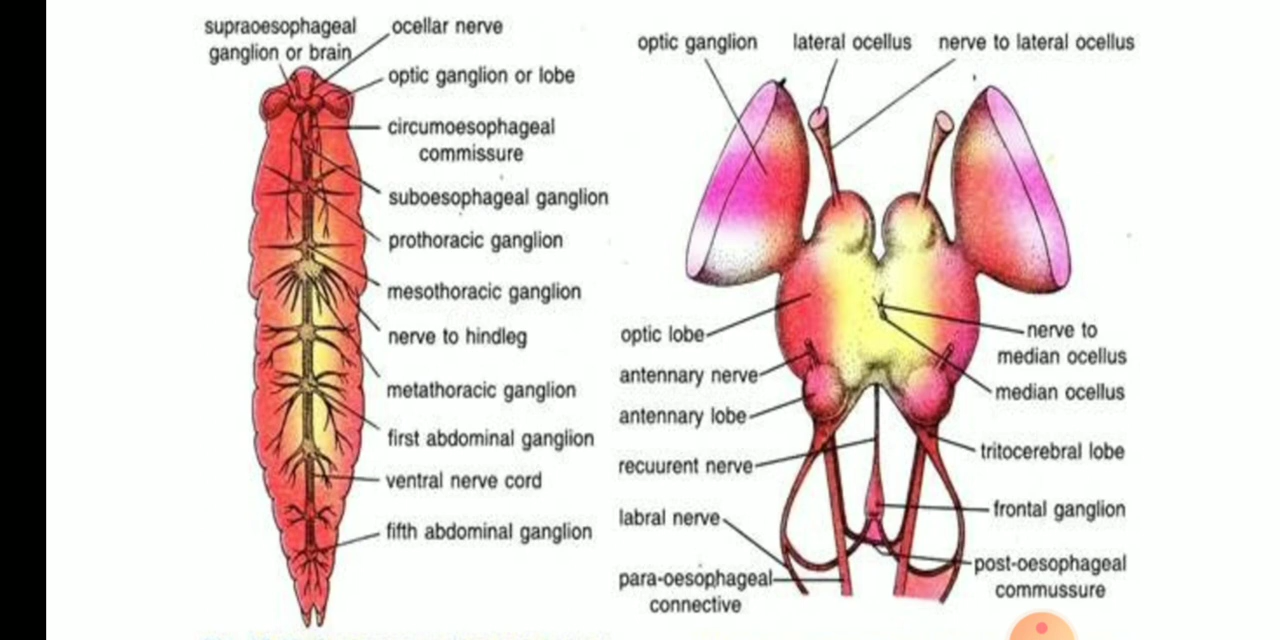 supraoesophageal
ganglion or brain
ocellar nerve
optic ganglion or lobe
circumoesophageal
commissure
suboesophageal ganglion
prothoracic ganglion
mesothoracic ganglion
nerve to hindleg
metathoracic ganglion
first abdominal ganglion
ventral nerve cord
fifth abdominal ganglion
optic ganglion
lateral ocellus
nerve to lateral ocellus
optic lobe
antennary nerve
antennary lobe
recuurent nerve
labral nerve
para-oesophageal
connective
nerve to
median ocellus
median ocellus
tritocerebral lobe
frontal ganglion
post-oesophageal
commussure